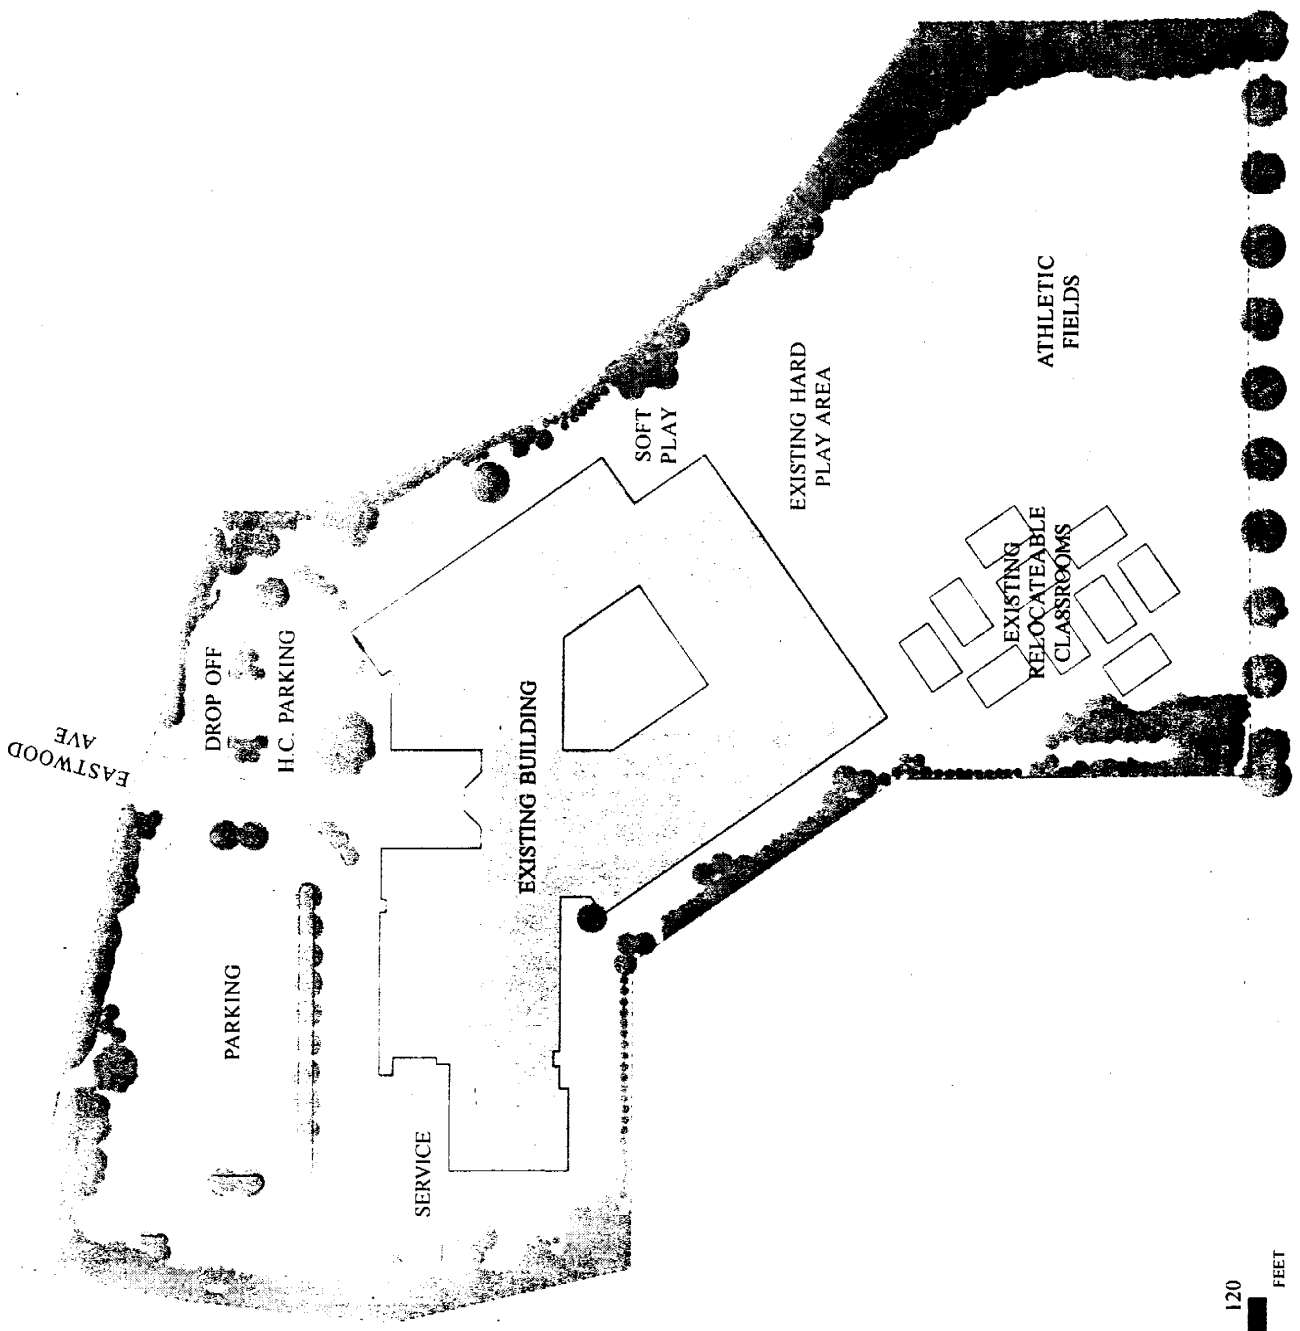 EASTWOOD
AVE
DROP OFF
H.C. PARKING
PARKING
SERVICE
EXISTING BUILDING
SOFT
PLAY
EXISTING HARD
PLAY AREA
ATHLETIC
FIELDS
EXISTING
RELOCATEABLE
CLASSROOMS
120
FEET